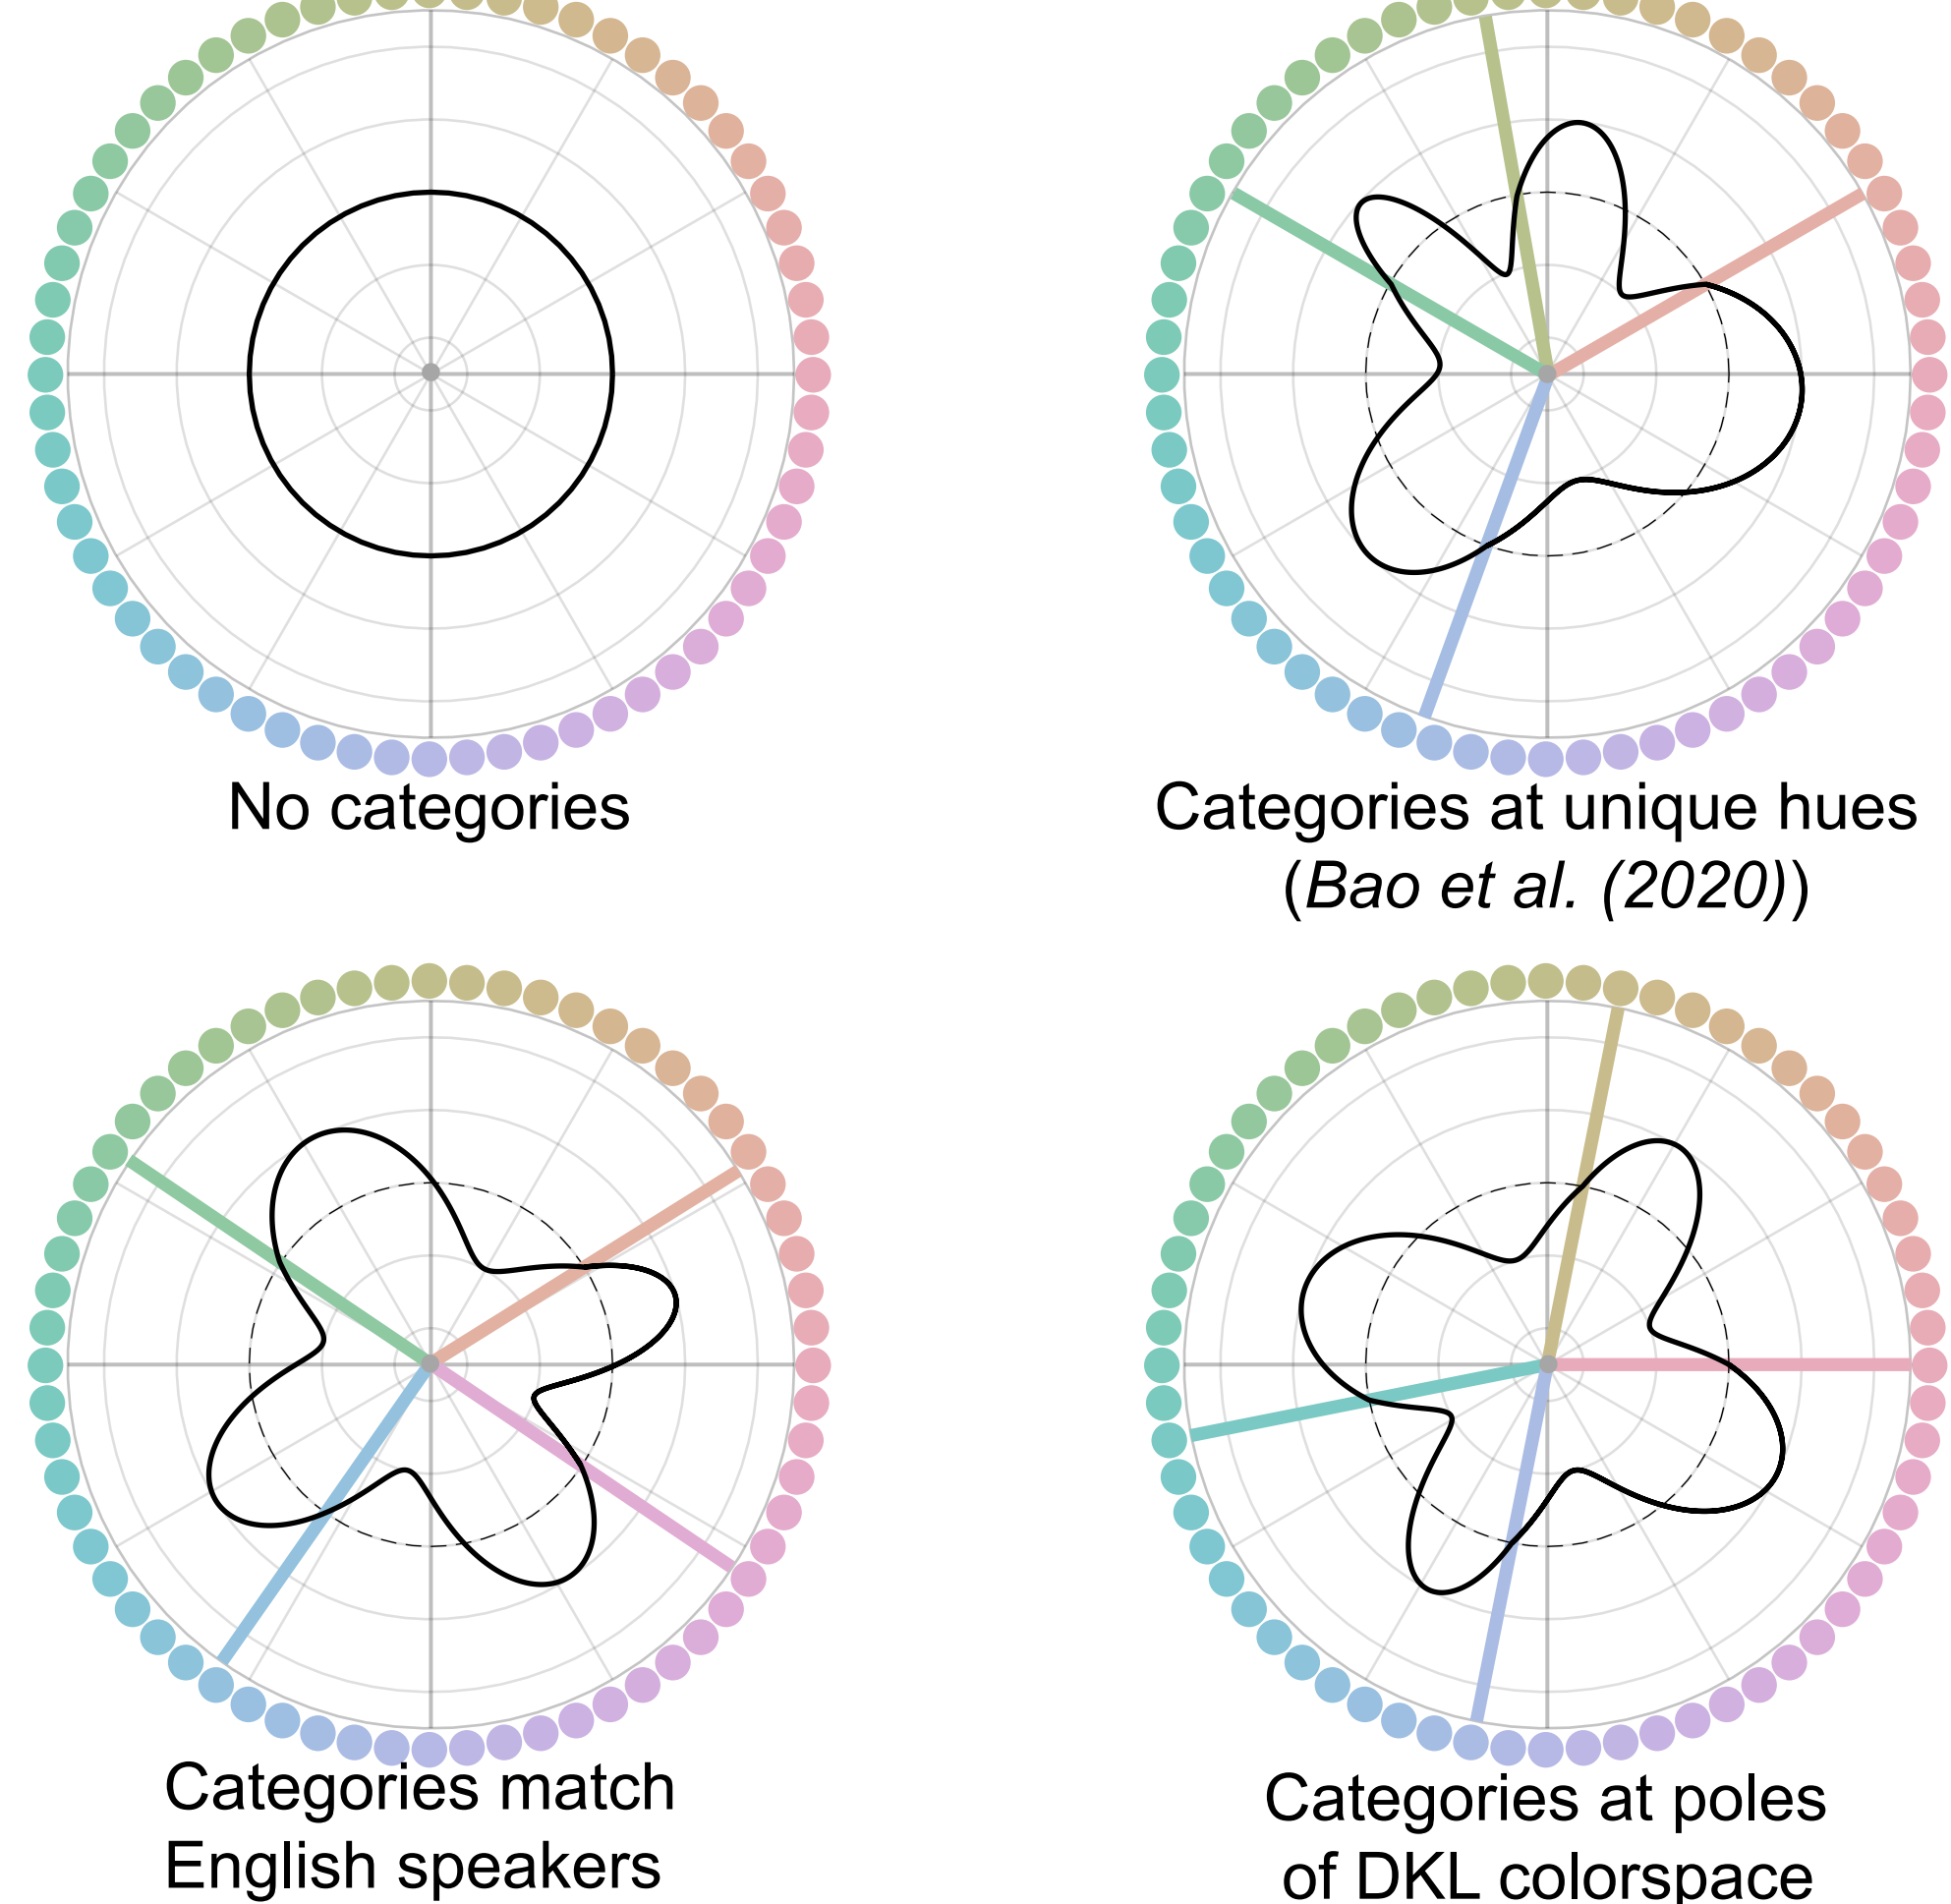 No categories
Categories at unique hues
(Bao et al. (2020))
Categories match
English speakers
Categories at poles
of DKL colorspace